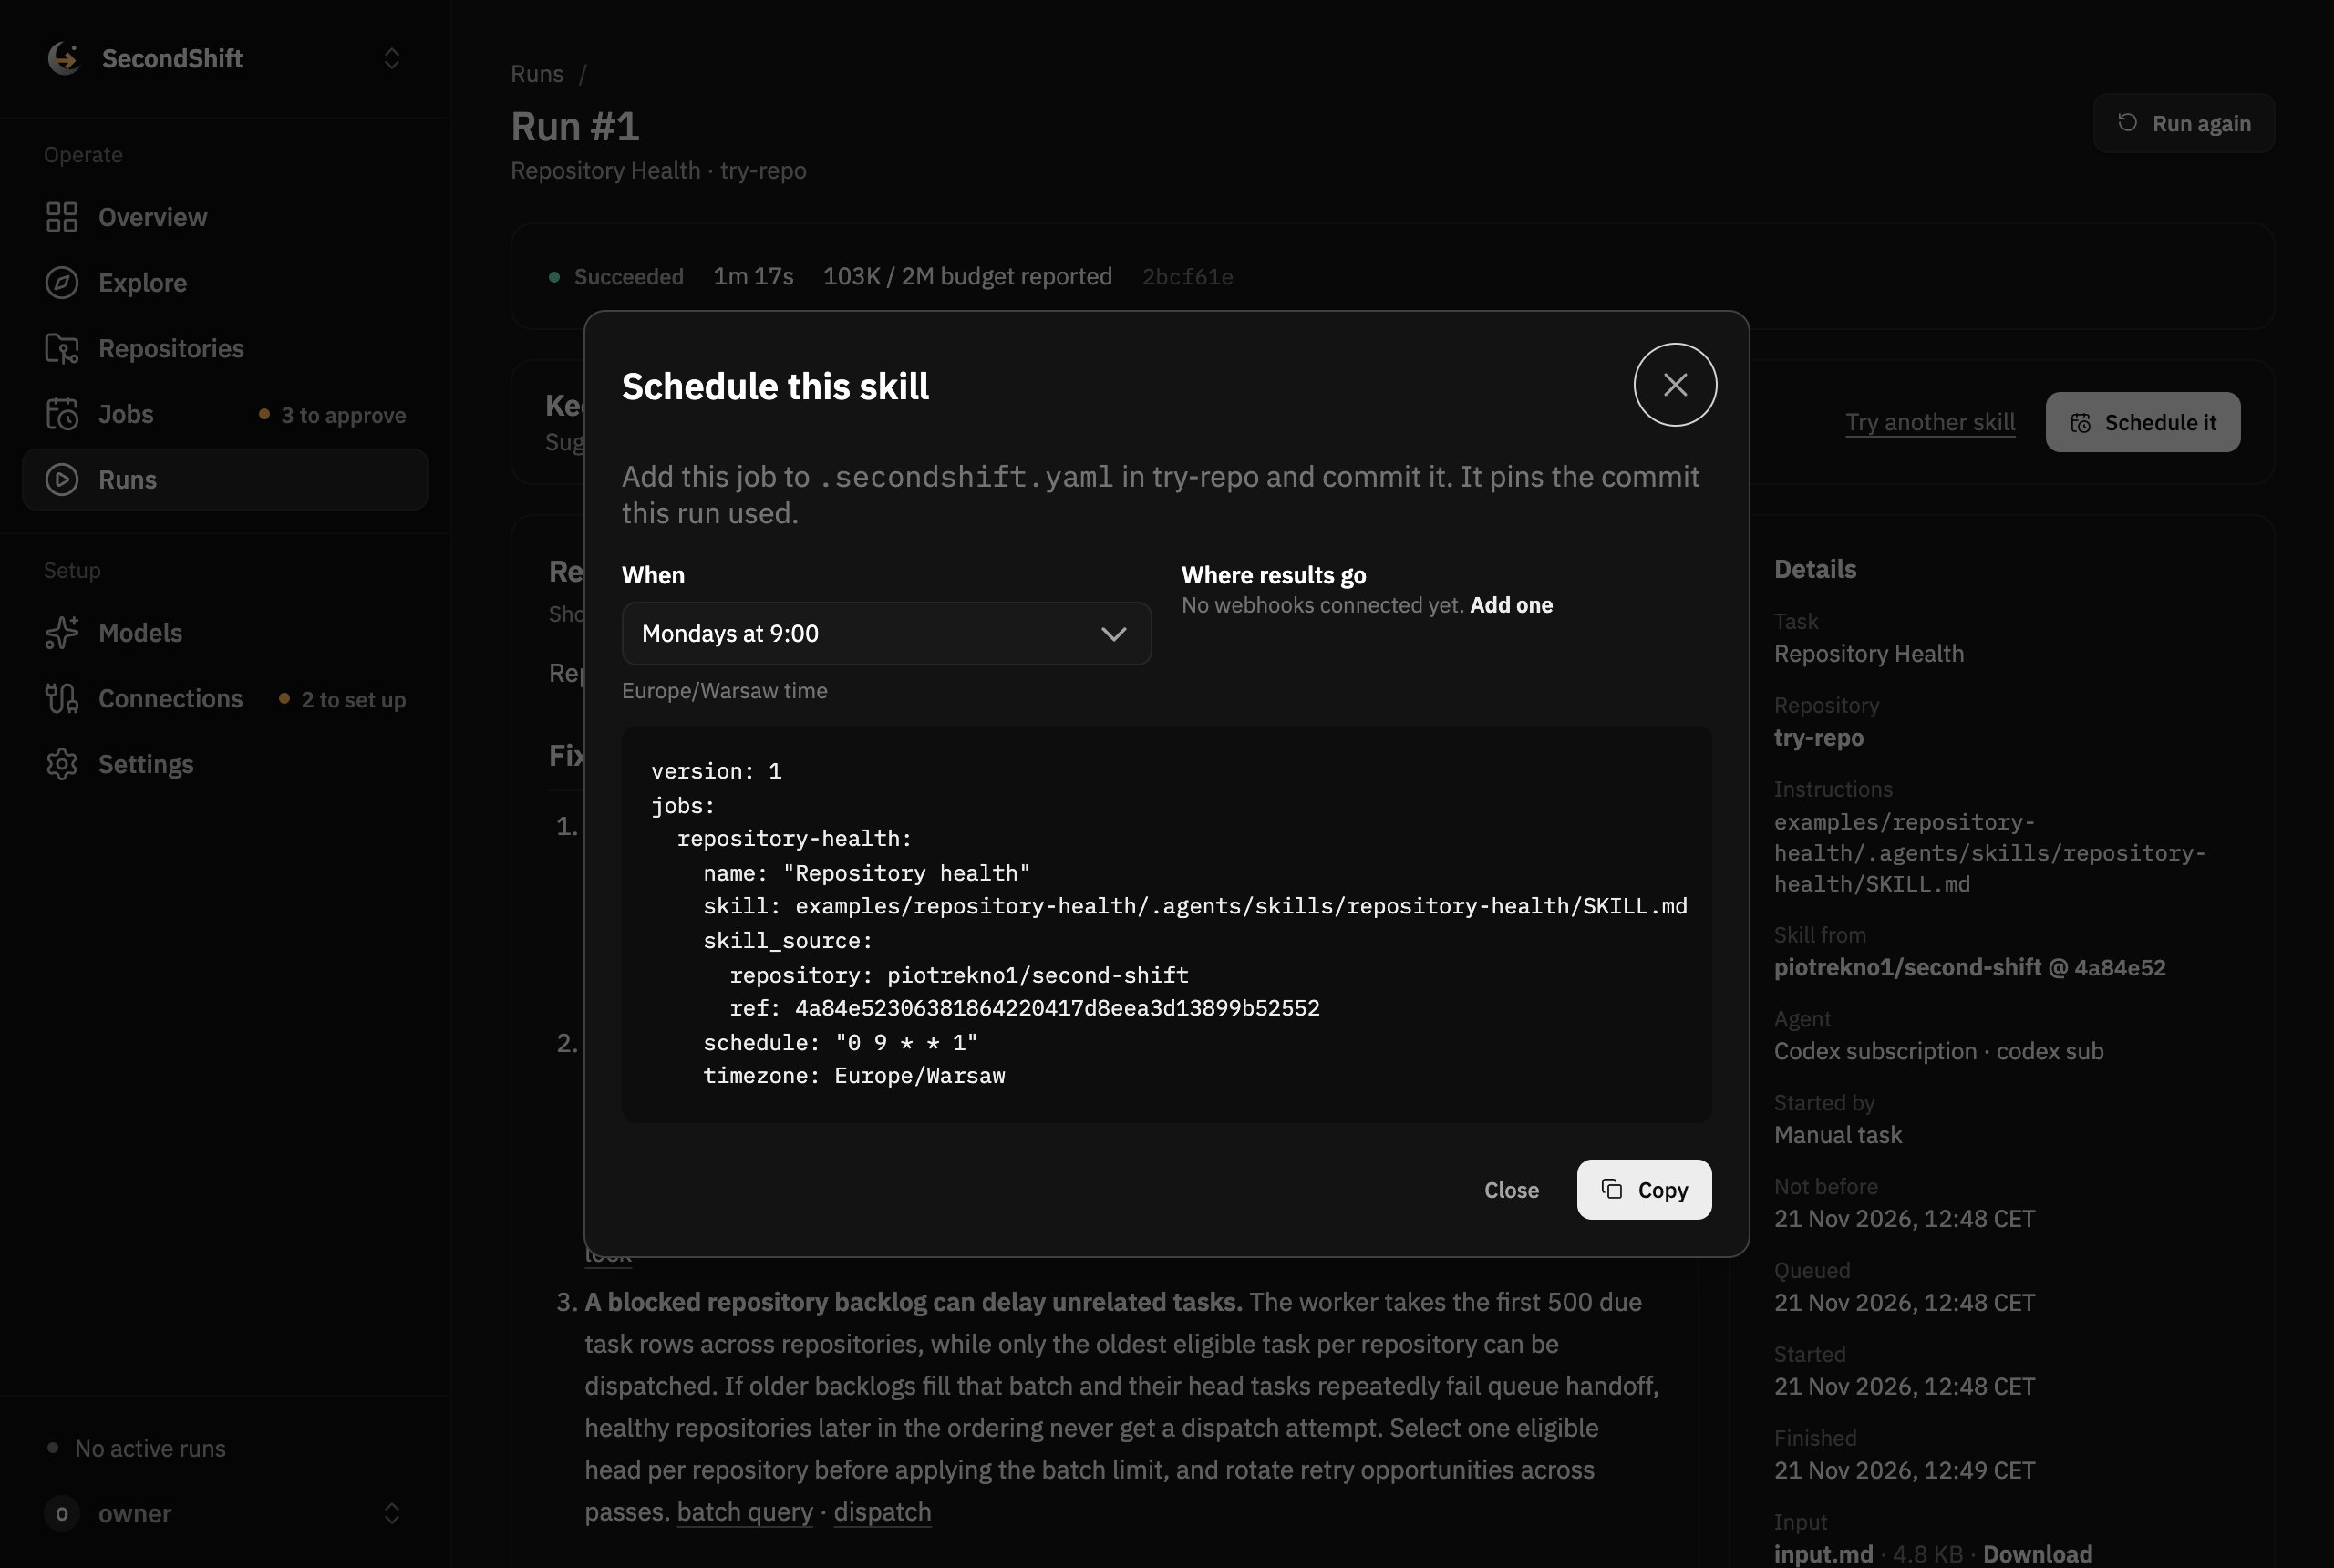 SecondShift
Operate
Overview
Explore
Repositories
Jobs
3 to approve
Runs
Setup
Models
Connections
2 to set up
Settings
No active runs
o
owner
Runs /
Run #1
Repository Health · try-repo
Run again
Succeeded 1m 17s 103K / 2M budget reported 2bcf61e
Try another skill
Schedule it
Schedule this skill
Add this job to .secondshift.yaml in try-repo and commit it. It pins the commit
this run used.
When
Mondays at 9:00
Europe/Warsaw time
Where results go
No webhooks connected yet. Add one
version: 1
jobs:
repository-health:
name: "Repository health"
skill: examples/repository-health/.agents/skills/repository-health/SKILL.md
skill_source:
repository: piotrekno1/second-shift
ref: 4a84e52306381864220417d8eea3d13899b52552
schedule: "0 9 * * 1"
timezone: Europe/Warsaw
Close
Copy
1.
2.
3. A blocked repository backlog can delay unrelated tasks. The worker takes the first 500 due
task rows across repositories, while only the oldest eligible task per repository can be
dispatched. If older backlogs fill that batch and their head tasks repeatedly fail queue handoff,
healthy repositories later in the ordering never get a dispatch attempt. Select one eligible
head per repository before applying the batch limit, and rotate retry opportunities across
passes. batch query · dispatch
Details
Task
Repository Health
Repository
try-repo
Instructions
examples/repository-
health/.agents/skills/repository-
health/SKILL.md
Skill from
piotrekno1/second-shift @ 4a84e52
Agent
Codex subscription · codex sub
Started by
Manual task
Not before
21 Nov 2026, 12:48 CET
Queued
21 Nov 2026, 12:48 CET
Started
21 Nov 2026, 12:48 CET
Finished
21 Nov 2026, 12:49 CET
Input
input.md · 4.8 KB · Download